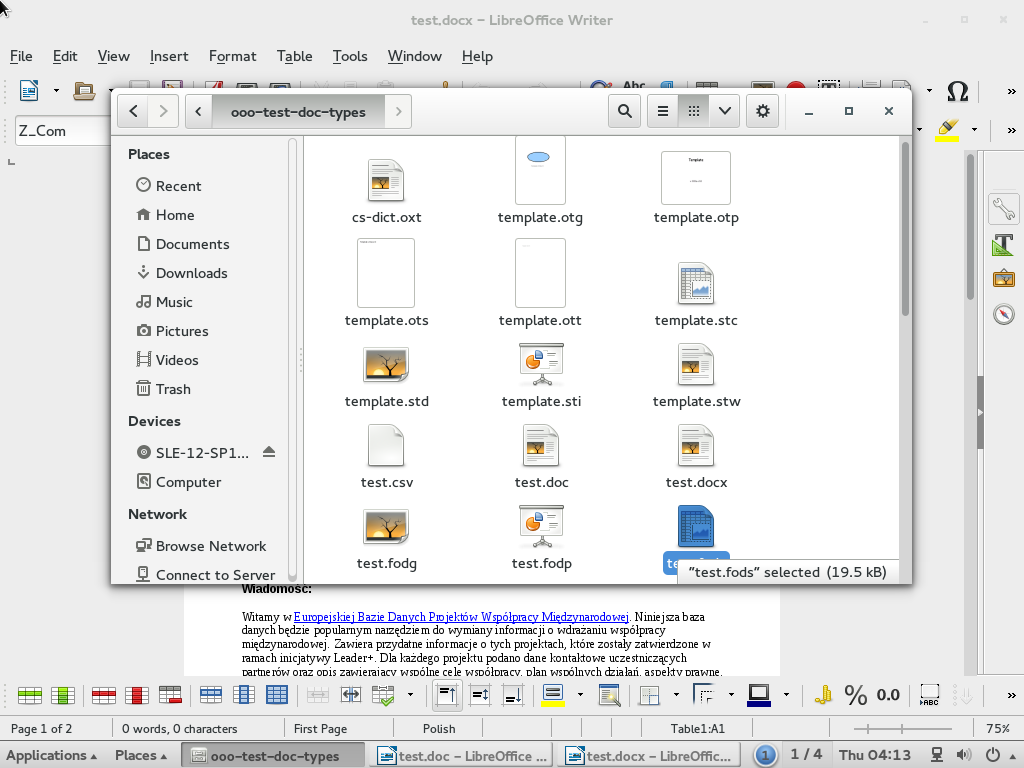 test.docx – LibreOffice Writer
File Edit View Insert Format Table Tools Window Help
ooo-test-doc-types
Z_Com
Places
Recent
Home
Documents
Downloads
Music
Pictures
Videos
Trash
Devices
SLE-12-SP1...
Computer
Network
Browse Network
Connect to Server
cs-dict.oxt template.otg template.otp
template.ots template.ott template.stc
template.std template.sti template.stw
test.csv test.doc test.docx
test.fodg test.fodp
"test.fods" selected (19.5 kB)
Wiadomość:
Witamy w Europejskiej Bazie Danych Projektów Współpracy Międzynarodowej. Niniejsza baza
danych będzie popularnym narzędziem do wymiany informacji o wdrażaniu współpracy
międzynarodowej. Zawiera przydatne informacje o tych projektach, które zostały zatwierdzone w
ramach inicjatywy Leader+. Dla każdego projektu podano dane kontaktowe uczestniczących
partnerów oraz opis zawierający wspólne cele współpracy, plan wspólnych działań, aspekty prawne,
% 0.0 ABC
Page 1 of 2 0 words, 0 characters First Page Polish Table1:A1 75%
Applications Places ooo-test-doc-types test.doc – LibreOffice ... test.docx – LibreOffic... 1 1 / 4 Thu 04:13